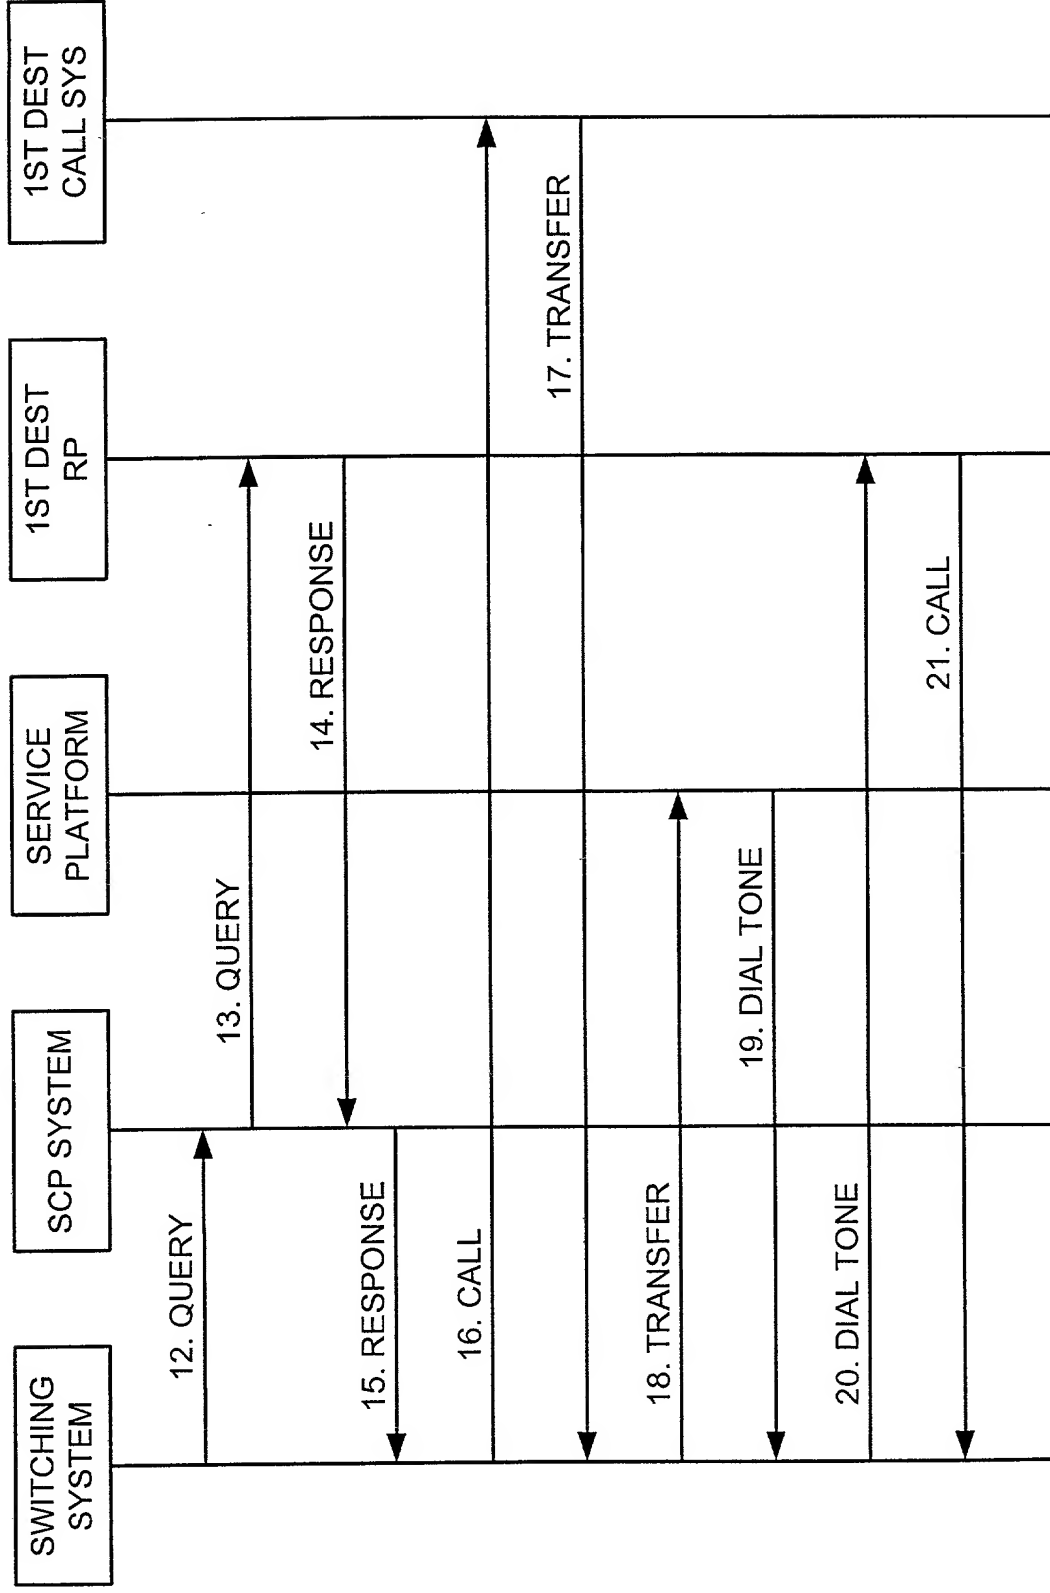 SWITCHING
SYSTEM
SCP SYSTEM
SERVICE
PLATFORM
1ST DEST
RP
1ST DEST
CALL SYS
12. QUERY
13. QUERY
14. RESPONSE
15. RESPONSE
16. CALL
17. TRANSFER
18. TRANSFER
19. DIAL TONE
20. DIAL TONE
21. CALL